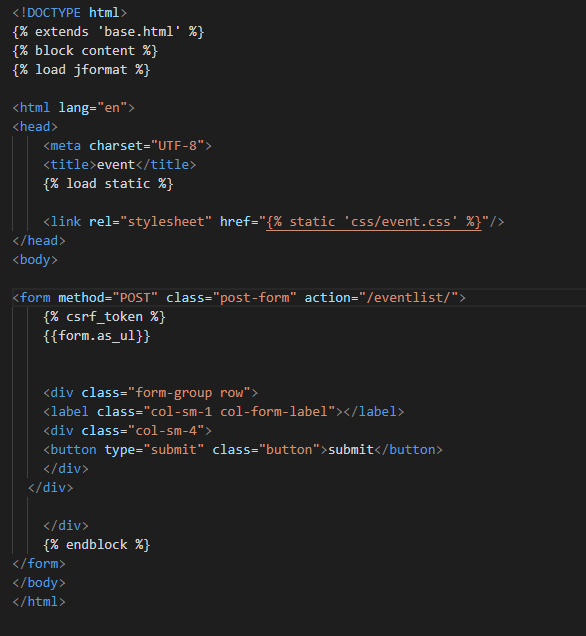 <!DOCTYPE html>
{% extends 'base.html' %}
{% block content %}
{% load jformat %}
<html lang="en">
<head>
<meta charset="UTF-8">
<title>event</title>
{% load static %}
<link rel="stylesheet" href="{% static 'css/event.css' %}"/>
</head>
<body>
<form method="POST" class="post-form" action="/eventlist/">
{% csrf_token %}
{{form.as_ul}}
<div class="form-group row">
<label class="col-sm-1 col-form-label"></label>
<div class="col-sm-4">
<button type="submit" class="button">submit</button>
</div>
</div>
</div>
{% endblock %}
</form>
</body>
</html>